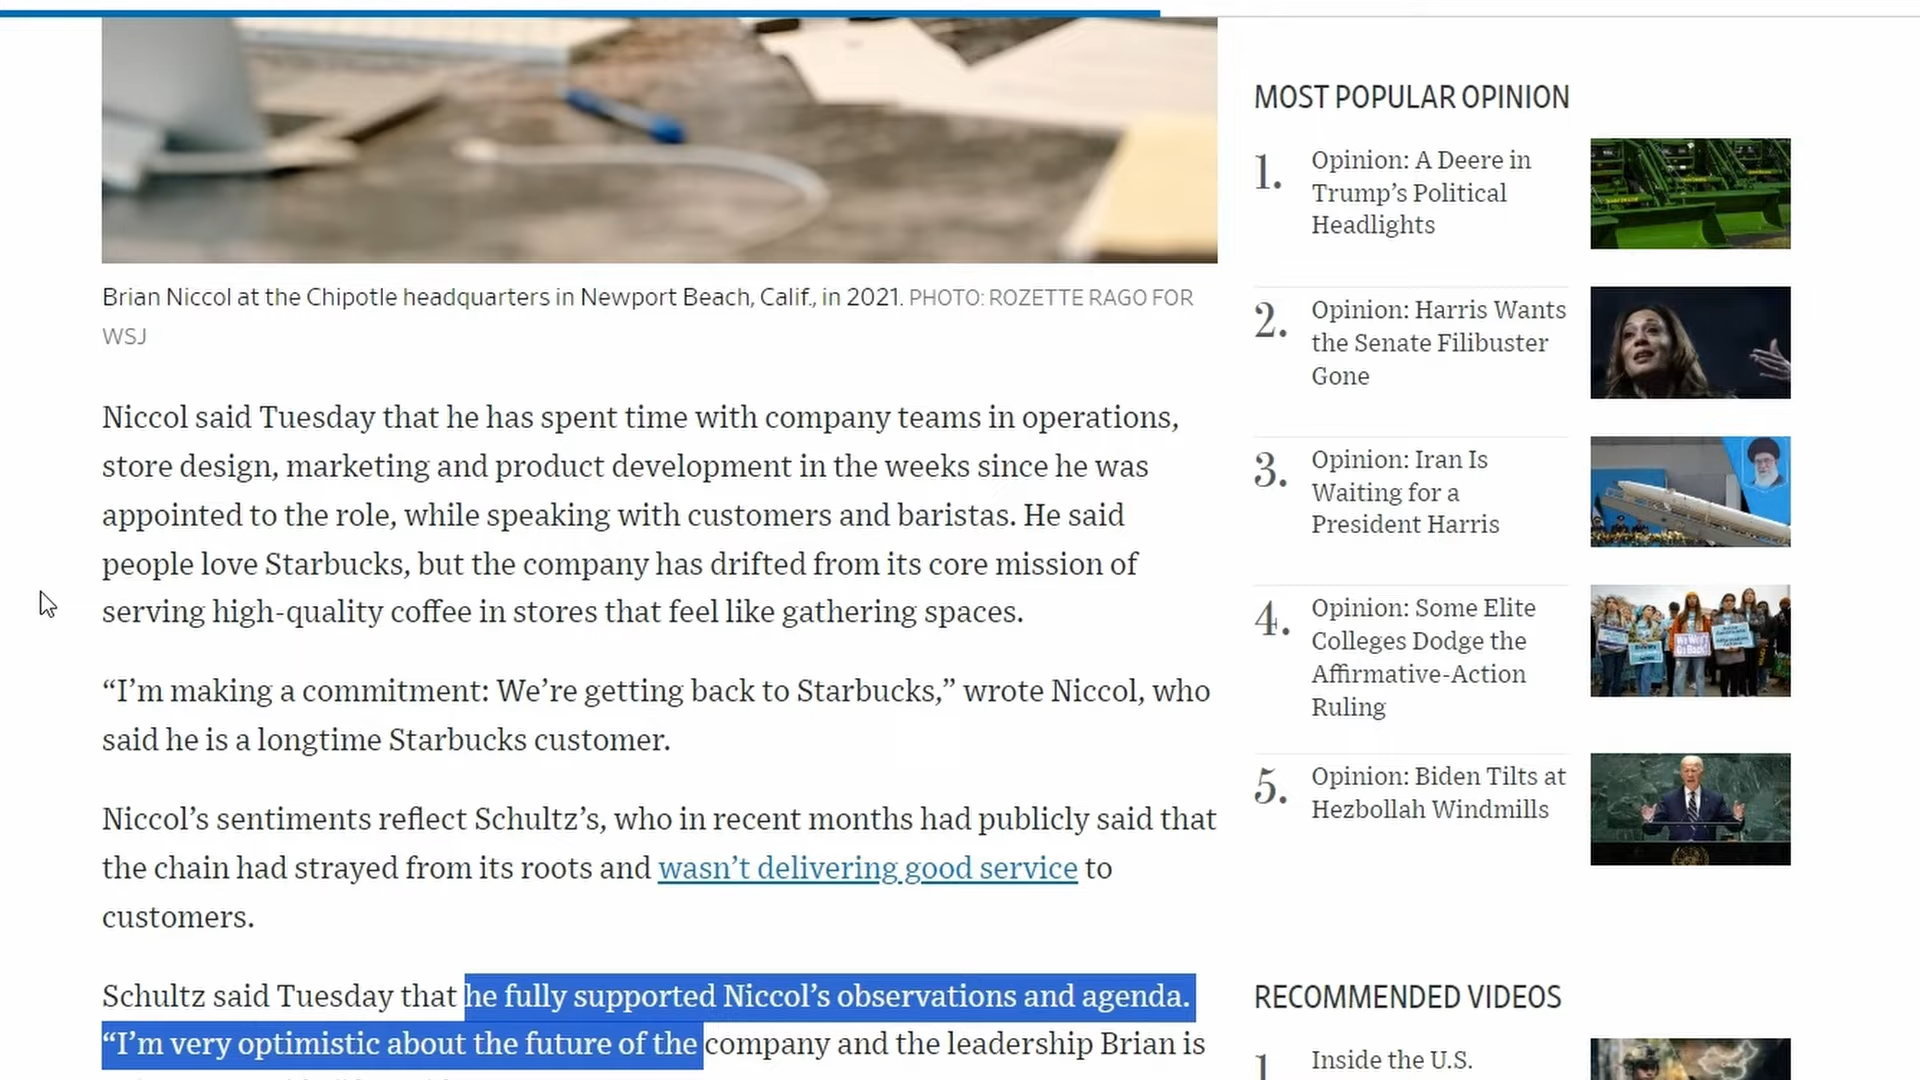 Brian Niccol at the Chipotle headquarters in Newport Beach, Calif., in 2021. PHOTO: ROZETTE RAGO FOR
WSJ
Niccol said Tuesday that he has spent time with company teams in operations,
store design, marketing and product development in the weeks since he was
appointed to the role, while speaking with customers and baristas. He said
people love Starbucks, but the company has drifted from its core mission of
serving high-quality coffee in stores that feel like gathering spaces.
“I’m making a commitment: We’re getting back to Starbucks,” wrote Niccol, who
said he is a longtime Starbucks customer.
Niccol’s sentiments reflect Schultz’s, who in recent months had publicly said that
the chain had strayed from its roots and wasn’t delivering good service to
customers.
Schultz said Tuesday that he fully supported Niccol’s observations and agenda.
“I’m very optimistic about the future of the company and the leadership Brian is
MOST POPULAR OPINION
1.
Opinion: A Deere in
Trump’s Political
Headlights
2.
Opinion: Harris Wants
the Senate Filibuster
Gone
3.
Opinion: Iran Is
Waiting for a
President Harris
4.
Opinion: Some Elite
Colleges Dodge the
Affirmative-Action
Ruling
5.
Opinion: Biden Tilts at
Hezbollah Windmills
RECOMMENDED VIDEOS
1
Inside the U.S.